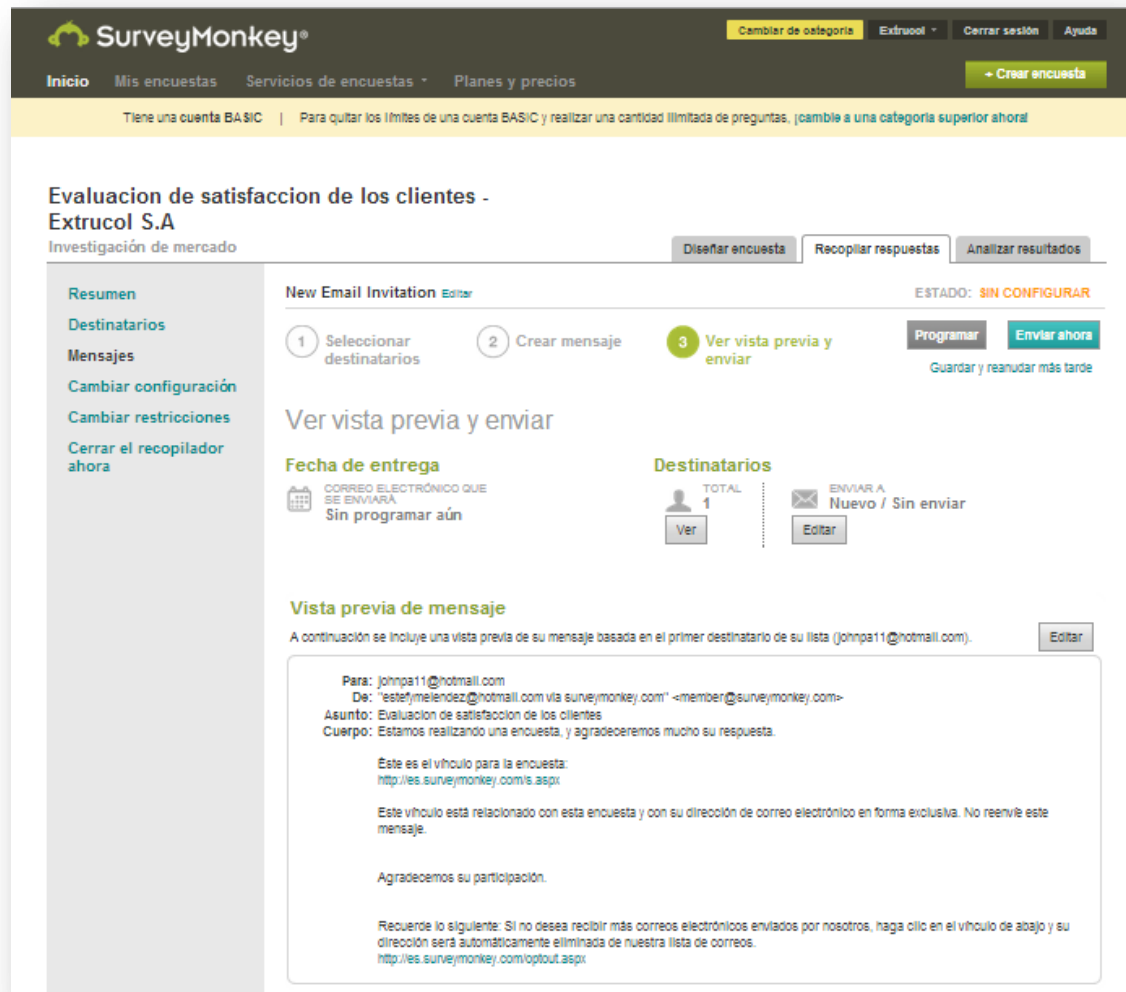 SurveyMonkey®
Cambiar de categoría Extrucol Cerrar sesión Ayuda
Inicio Mis encuestas Servicios de encuestas Planes y precios
+ Crear encuesta
Tiene una cuenta BASIC | Para quitar los límites de una cuenta BASIC y realizar una cantidad ilimitada de preguntas, ¡cambie a una categoría superior ahora!
Evaluacion de satisfaccion de los clientes -
Extrucol S.A
Investigación de mercado
Diseñar encuesta Recopilar respuestas Analizar resultados
Resumen
Destinatarios
Mensajes
Cambiar configuración
Cambiar restricciones
Cerrar el recopilador
ahora
New Email Invitation Editar
ESTADO: SIN CONFIGURAR
1 Seleccionar
destinatarios
2 Crear mensaje
3 Ver vista previa y
enviar
Programar Enviar ahora
Guardar y reanudar más tarde
Ver vista previa y enviar
Fecha de entrega
CORREO ELECTRÓNICO QUE
SE ENVIARÁ
Sin programar aún
Destinatarios
TOTAL
1
Ver
ENVIAR A
Nuevo / Sin enviar
Editar
Vista previa de mensaje
A continuación se incluye una vista previa de su mensaje basada en el primer destinatario de su lista (johnpa11@hotmail.com).
Editar
Para: johnpa11@hotmail.com
De: "estefymelendez@hotmail.com via surveymonkey.com" <member@surveymonkey.com>
Asunto: Evaluacion de satisfaccion de los clientes
Cuerpo: Estamos realizando una encuesta, y agradeceremos mucho su respuesta.
Éste es el vínculo para la encuesta:
http://es.surveymonkey.com/s.aspx
Este vínculo está relacionado con esta encuesta y con su dirección de correo electrónico en forma exclusiva. No reenvíe este
mensaje.
Agradecemos su participación.
Recuerde lo siguiente: Si no desea recibir más correos electrónicos enviados por nosotros, haga clic en el vínculo de abajo y su
dirección será automáticamente eliminada de nuestra lista de correos.
http://es.surveymonkey.com/optout.aspx